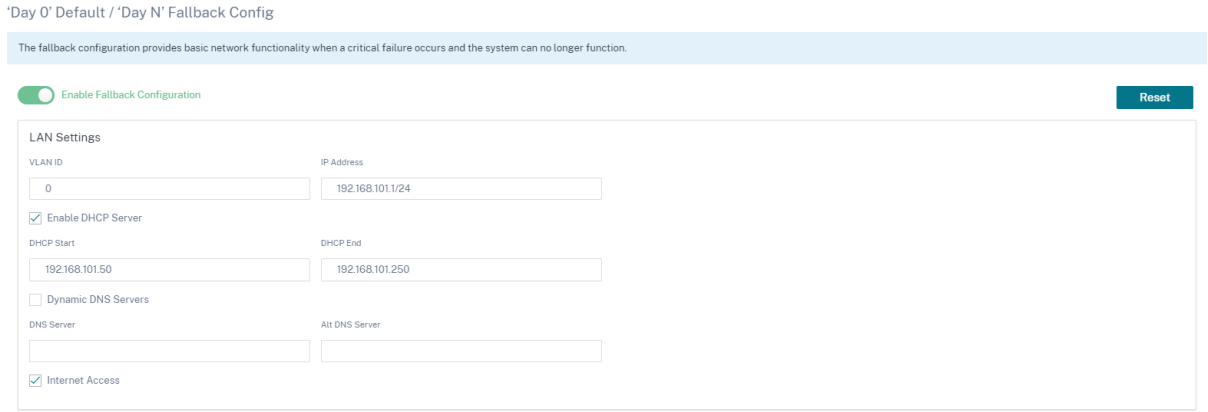 ‘Day 0’ Default / ‘Day N’ Fallback Config
The fallback configuration provides basic network functionality when a critical failure occurs and the system can no longer function.
Enable Fallback Configuration
Reset
LAN Settings
VLAN ID
IP Address
0
192.168.101.1/24
Enable DHCP Server
DHCP Start
DHCP End
192.168.101.50
192.168.101.250
Dynamic DNS Servers
DNS Server
Alt DNS Server
Internet Access